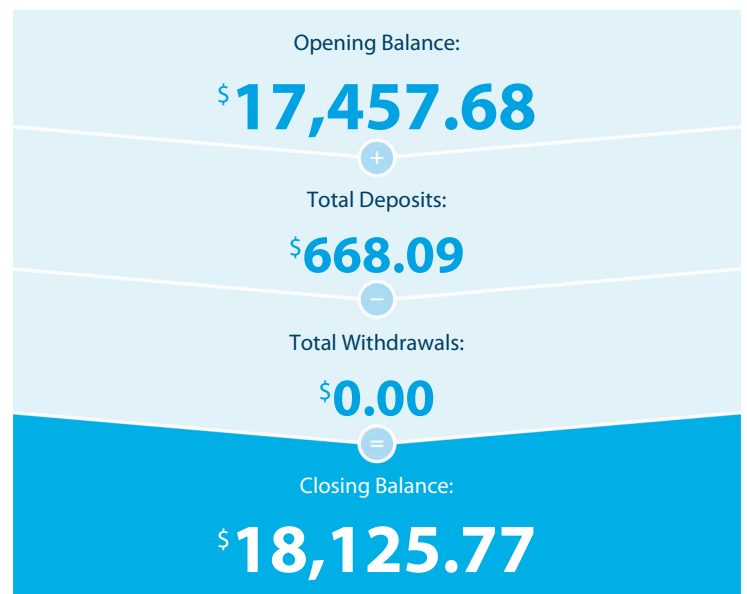 Opening Balance:
$17,457.68
+
Total Deposits:
$668.09
−
Total Withdrawals:
$0.00
=
Closing Balance:
$18,125.77